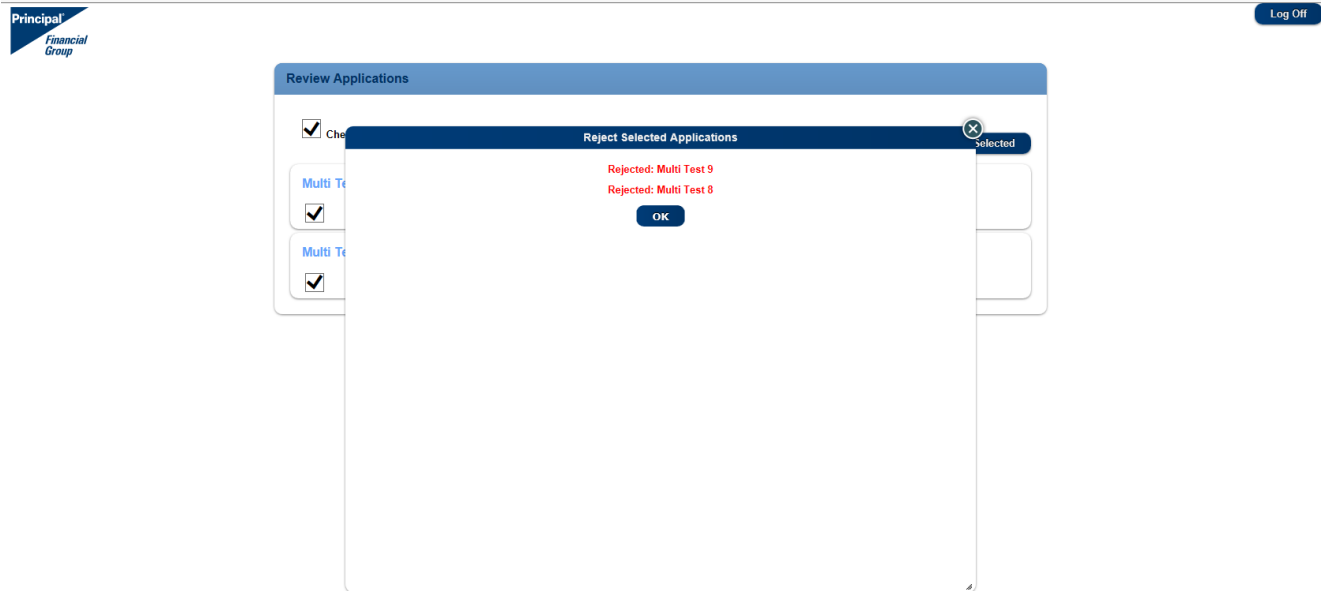 Principal
Financial
Group
Log Off
Review Applications
Che
Reject Selected Applications
Selected
Rejected: Multi Test 9
Rejected: Multi Test 8
OK
Multi Te
Multi Te